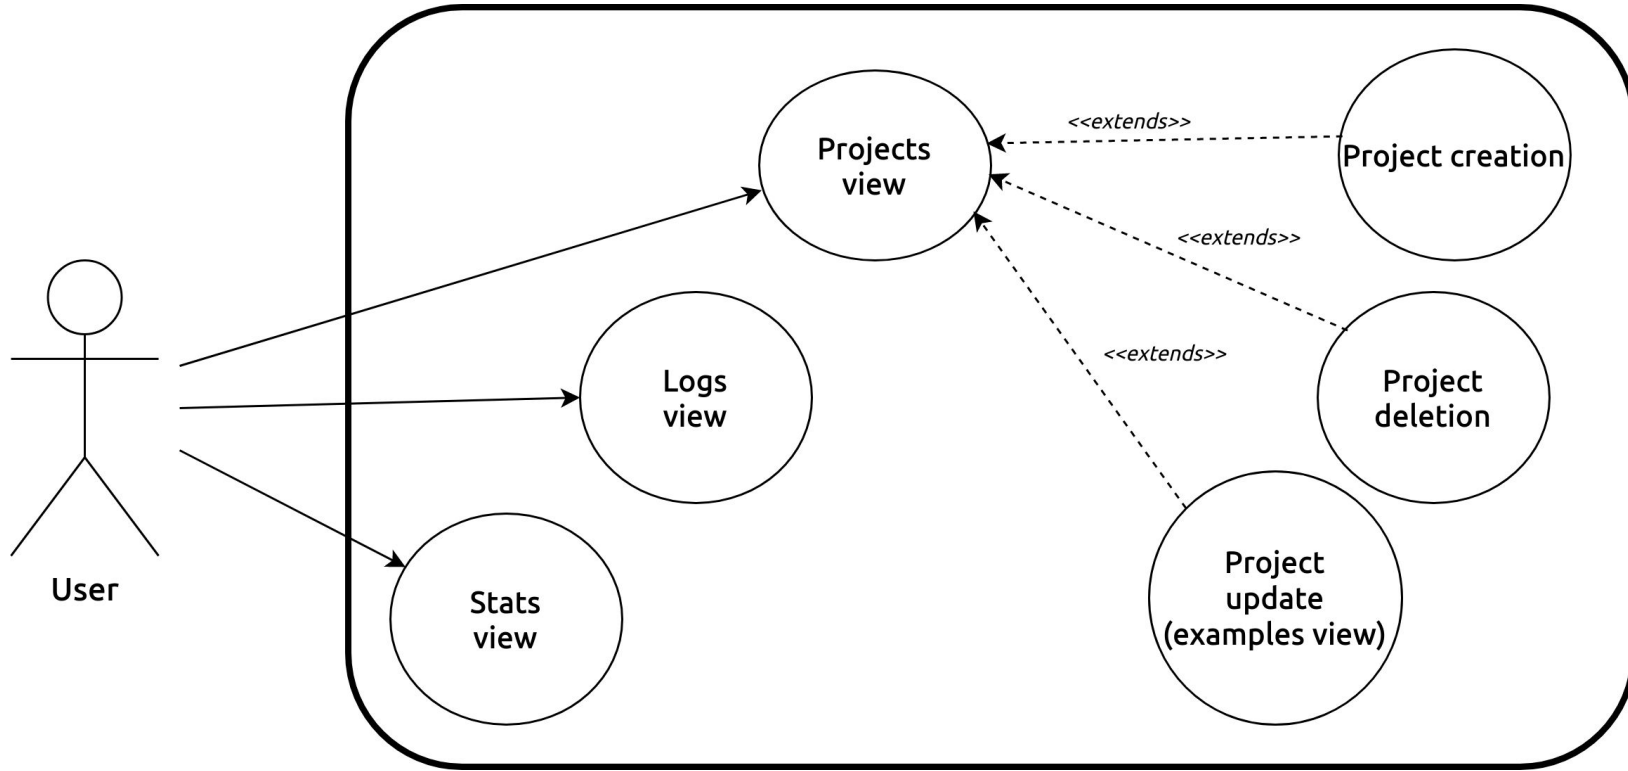 Projects
view
<<extends>>
Project creation
<<extends>>
<<extends>>
Logs
view
Project
deletion
User
Stats
view
Project
update
(examples view)